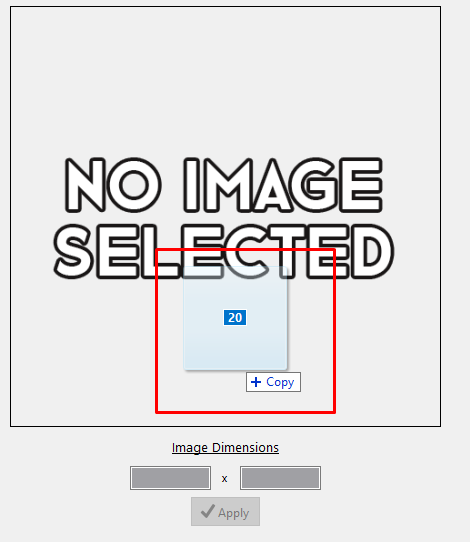 NO IMAGE
SELECTED
20
Copy
Image Dimensions
x
Apply